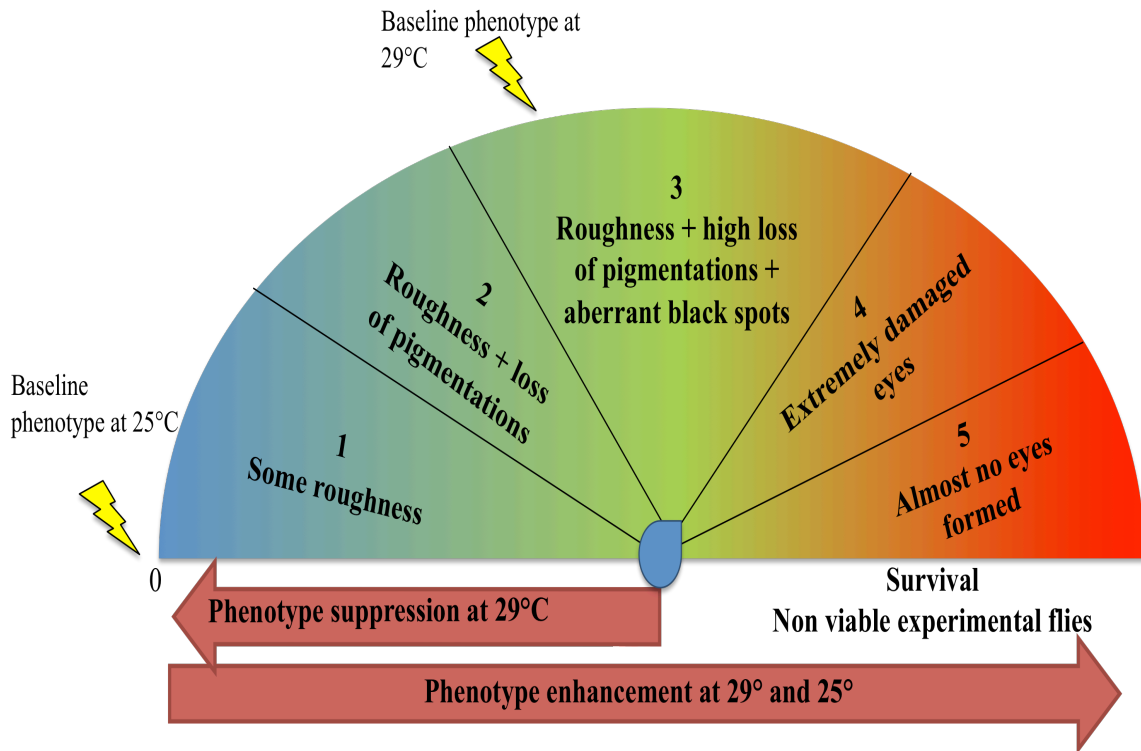 Baseline phenotype at
29°C
3
Roughness + high loss
of pigmentations +
aberrant black spots
2
Roughness + loss
of pigmentations
4
Extremely damaged
eyes
Baseline
phenotype at 25°C
1
Some roughness
5
Almost no eyes
formed
0
Survival
Non viable experimental flies
Phenotype suppression at 29°C
Phenotype enhancement at 29° and 25°